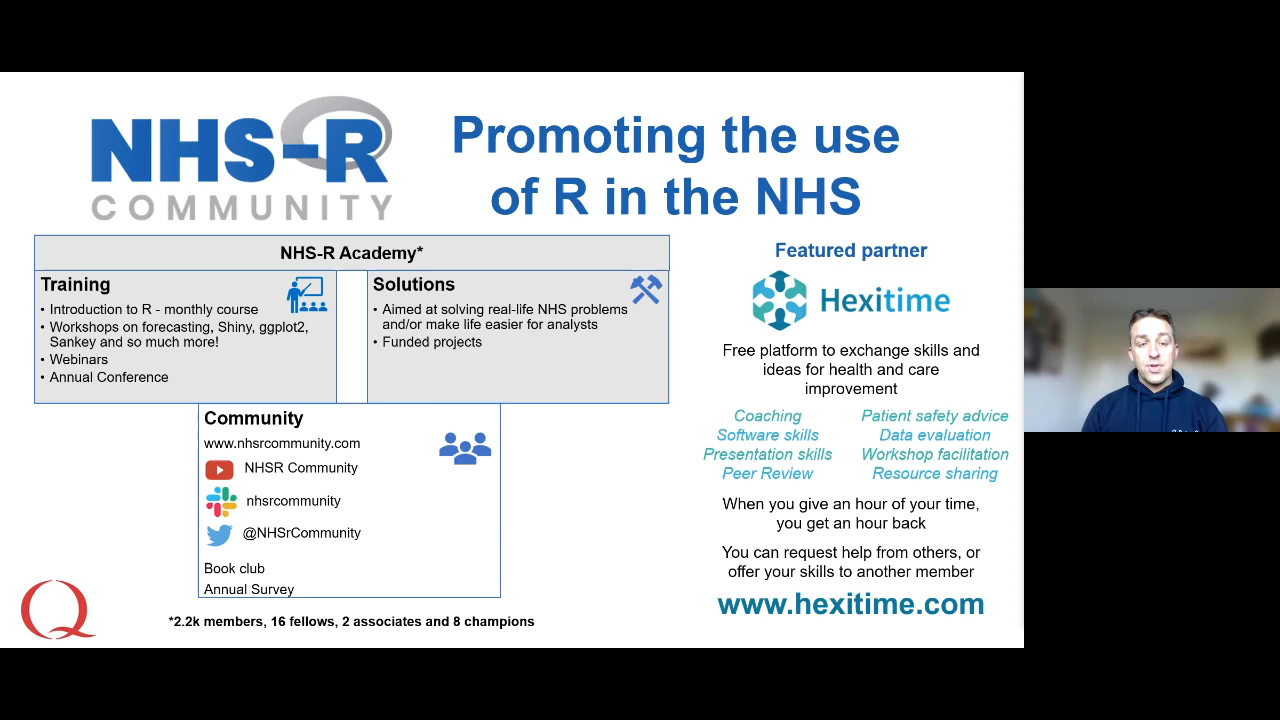 NHS-R
COMMUNITY
Promoting the use
of R in the NHS
NHS-R Academy*
Training
• Introduction to R - monthly course
• Workshops on forecasting, Shiny, ggplot2,
Sankey and so much more!
• Webinars
• Annual Conference
Solutions
• Aimed at solving real-life NHS problems
and/or make life easier for analysts
• Funded projects
Community
www.nhsrcommunity.com
NHSR Community
nhsrcommunity
@NHSrCommunity
Book club
Annual Survey
Q
*2.2k members, 16 fellows, 2 associates and 8 champions
Featured partner
Hexitime
Free platform to exchange skills and
ideas for health and care
improvement
Coaching
Software skills
Presentation skills
Peer Review
Patient safety advice
Data evaluation
Workshop facilitation
Resource sharing
When you give an hour of your time,
you get an hour back
You can request help from others, or
offer your skills to another member
www.hexitime.com